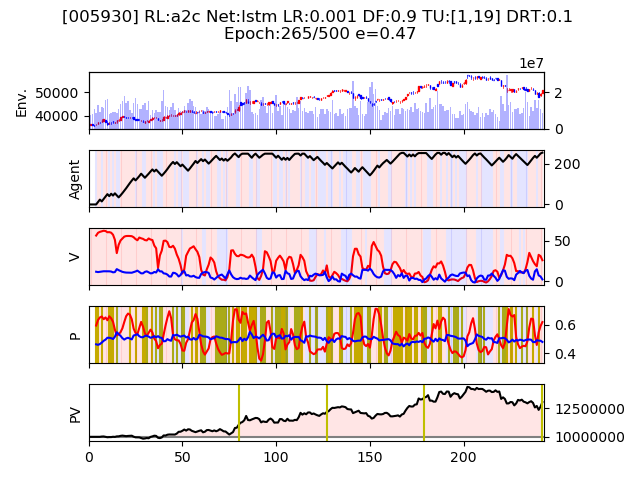 [005930] RL:a2c Net:lstm LR:0.001 DF:0.9 TU:[1,19] DRT:0.1
Epoch:265/500 e=0.47
1e7
Env.
50000
40000
2
0
Agent
200
0
V
50
0
P
0.6
0.4
PV
12500000
10000000
0
50
100
150
200